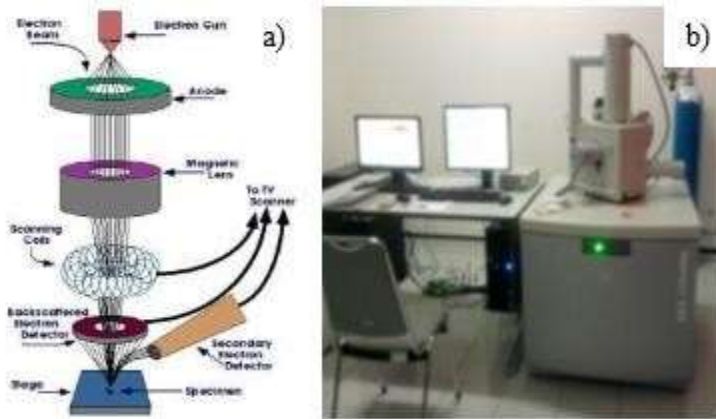 Electron
Beam
Electron Gun
a)
b)
Anode
Magnetic
Lens
To TV
Scanner
Scanning
Coils
Backscattered
Electron
Detector
Secondary
Electron
Detector
Stage
Specimen